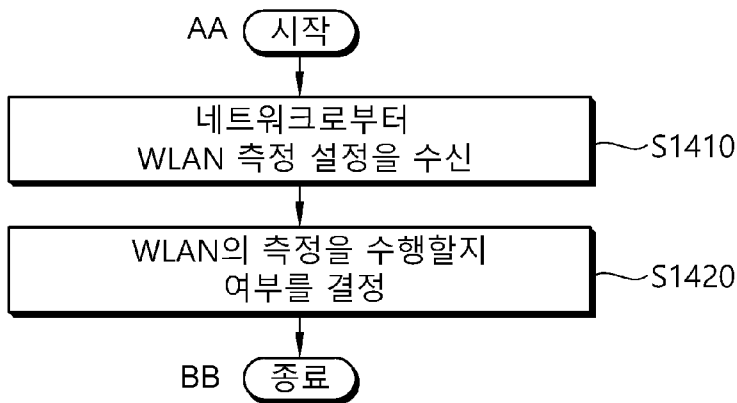 AA 시작
네트워크로부터
WLAN 측정 설정을 수신
S1410
WLAN의 측정을 수행할지
여부를 결정
S1420
BB 종료